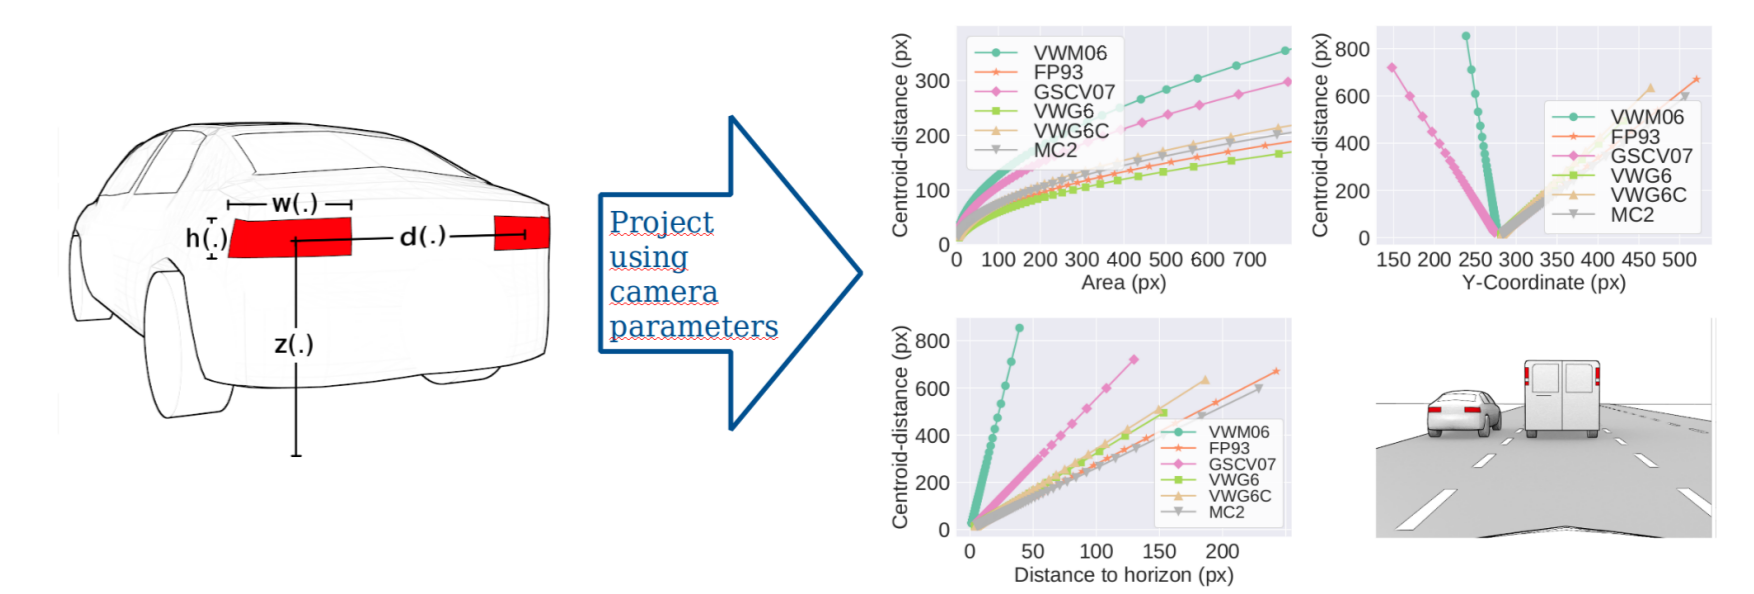 w(.)
h(.)
d(.)
z(.)
Project
using
camera
parameters
Centroid-distance (px)
300
200
100
0
VWM06
FP93
GSCV07
VWG6
VWG6C
MC2
0 100 200 300 400 500 600 700
Area (px)
Centroid-distance (px)
800
600
400
200
0
VWM06
FP93
GSCV07
VWG6
VWG6C
MC2
150 200 250 300 350 400 450 500
Y-Coordinate (px)
Centroid-distance (px)
800
600
400
200
0
VWM06
FP93
GSCV07
VWG6
VWG6C
MC2
0 50 100 150 200
Distance to horizon (px)